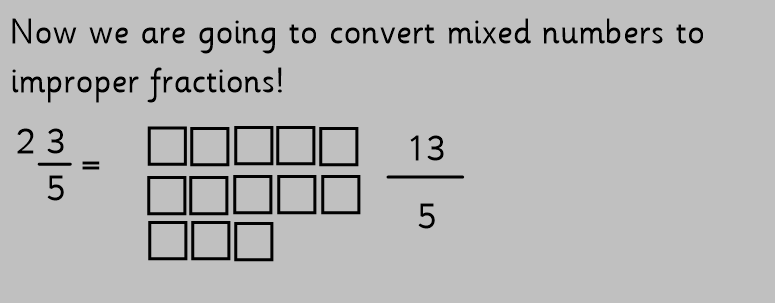 Now we are going to convert mixed numbers to
improper fractions!
2 3/5 = 13/5